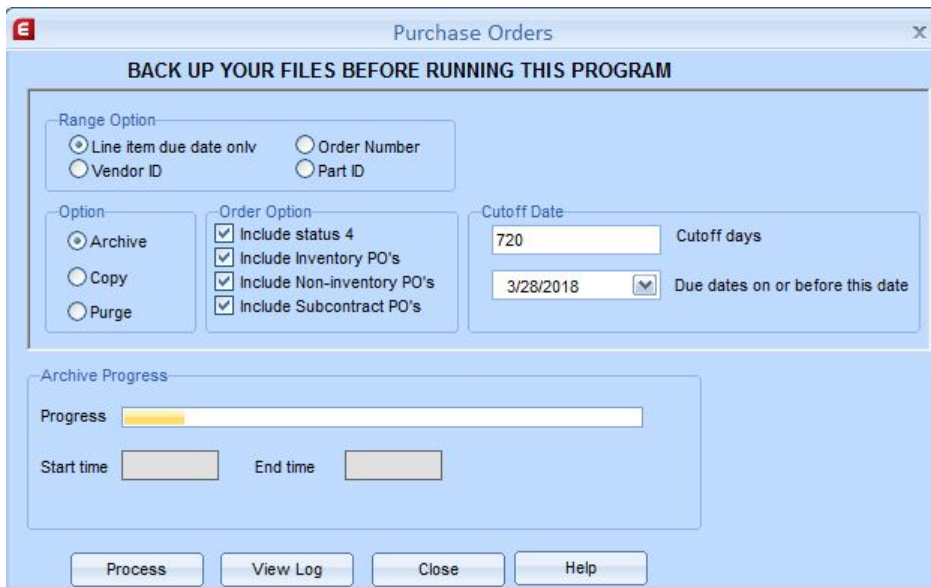 Purchase Orders
BACK UP YOUR FILES BEFORE RUNNING THIS PROGRAM
Range Option
Line item due date only
Order Number
Vendor ID
Part ID
Option
Archive
Copy
Purge
Order Option
Include status 4
Include Inventory PO's
Include Non-inventory PO's
Include Subcontract PO's
Cutoff Date
720 Cutoff days
3/28/2018 Due dates on or before this date
Archive Progress
Progress
Start time End time
Process View Log Close Help